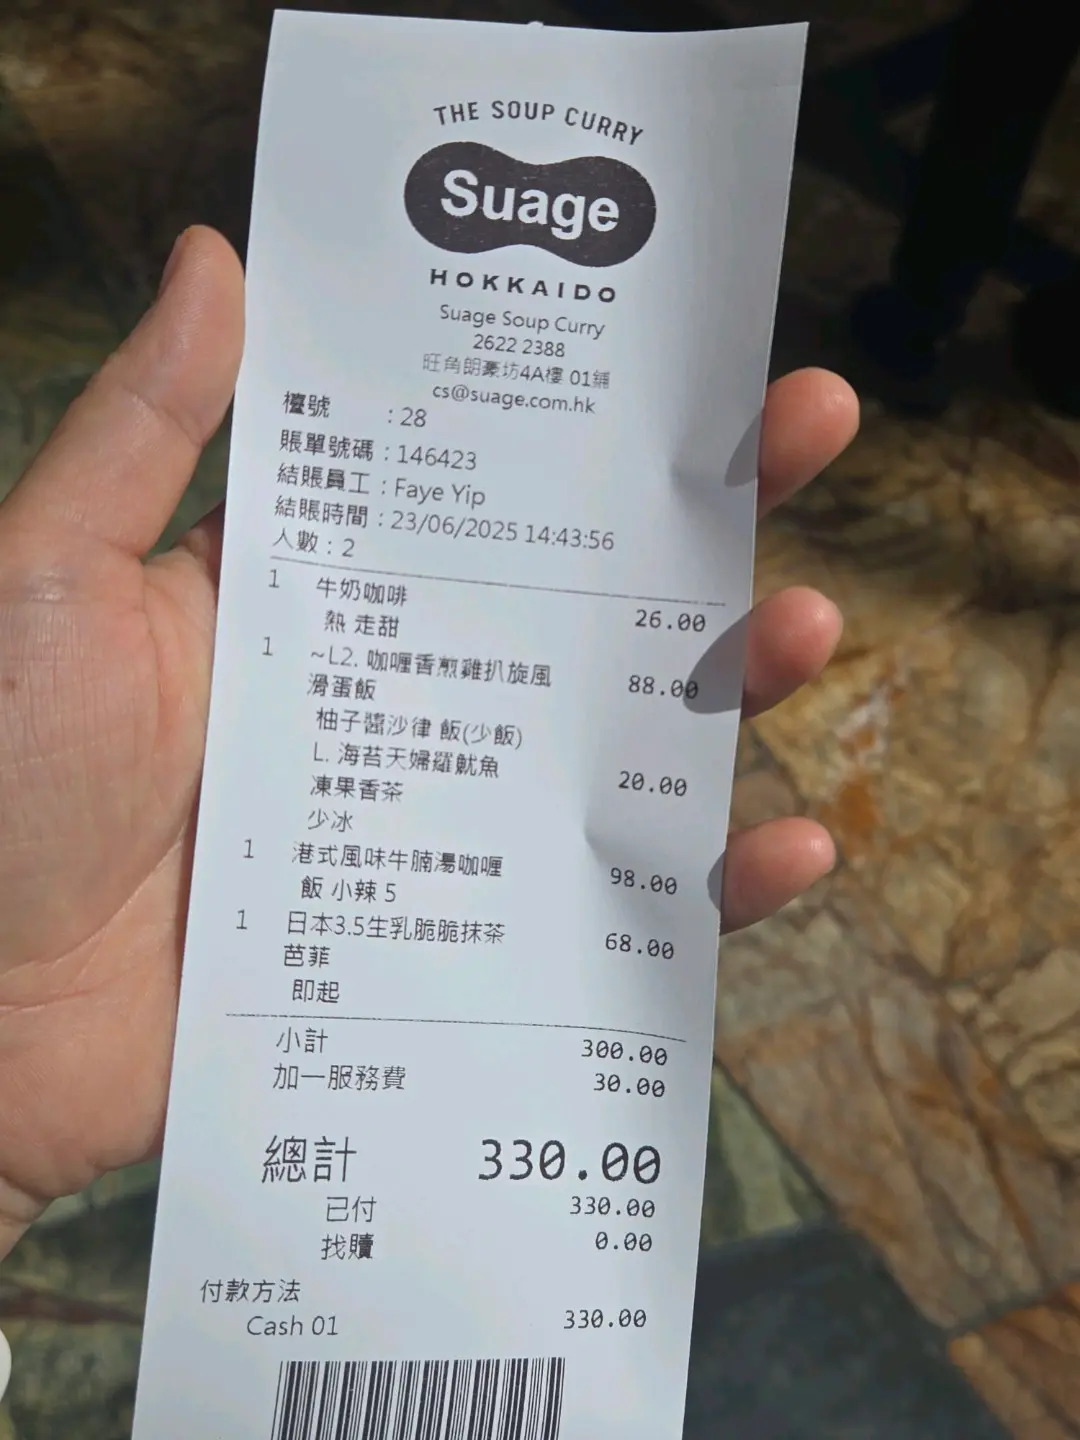 THE SOUP CURRY
Suage
HOKKAIDO
Suage Soup Curry
2622 2388
旺角朗豪坊4A樓 01鋪
cs@suage.com.hk
檯號 : 28
賬單號碼 : 146423
結賬員工 : Faye Yip
結賬時間 : 23/06/2025 14:43:56
人數 : 2
1 牛奶咖啡 26.00
熱 走甜
1 ~L2. 咖喱香煎雞扒旋風 88.00
滑蛋飯
柚子醬沙律 飯(少飯)
L. 海苔天婦羅魷魚 20.00
凍果香茶
少冰
1 港式風味牛腩湯咖喱 98.00
飯 小辣 5
1 日本3.5生乳脆脆抹茶 68.00
芭菲
即起
小計 300.00
加一服務費 30.00
總計 330.00
已付 330.00
找贖 0.00
付款方法
Cash 01 330.00